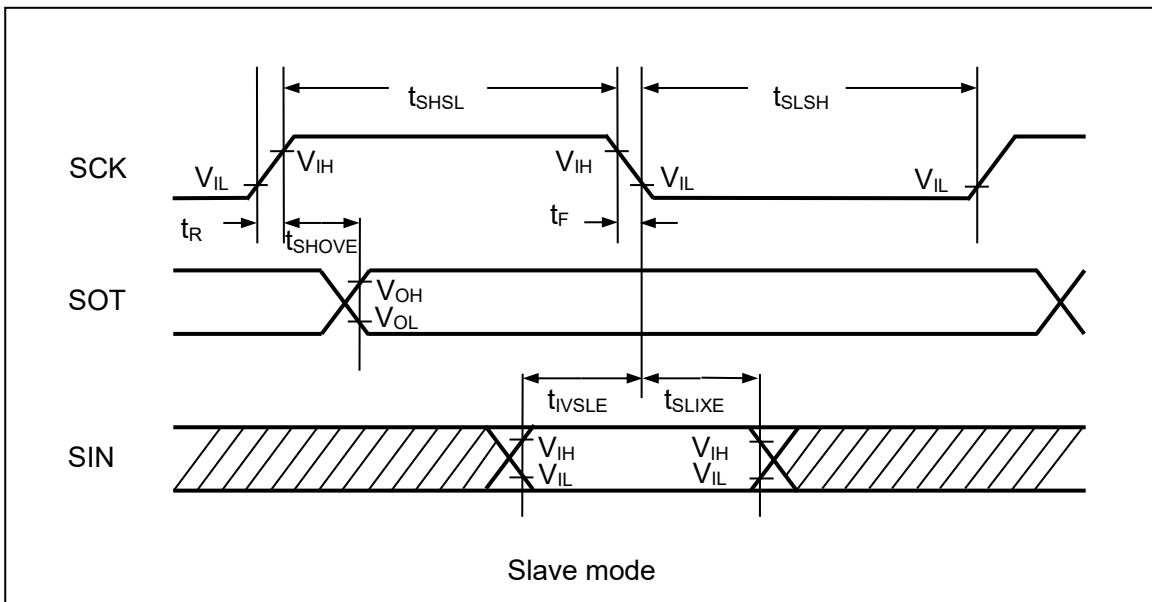 tSHSL tSLSH
SCK VIL VIH VIH VIL VIL
tR tSHOVE tF
SOT VOH
VOL
tIVSLE tSLIXE
SIN VIH VIH
VIL VIL
Slave mode